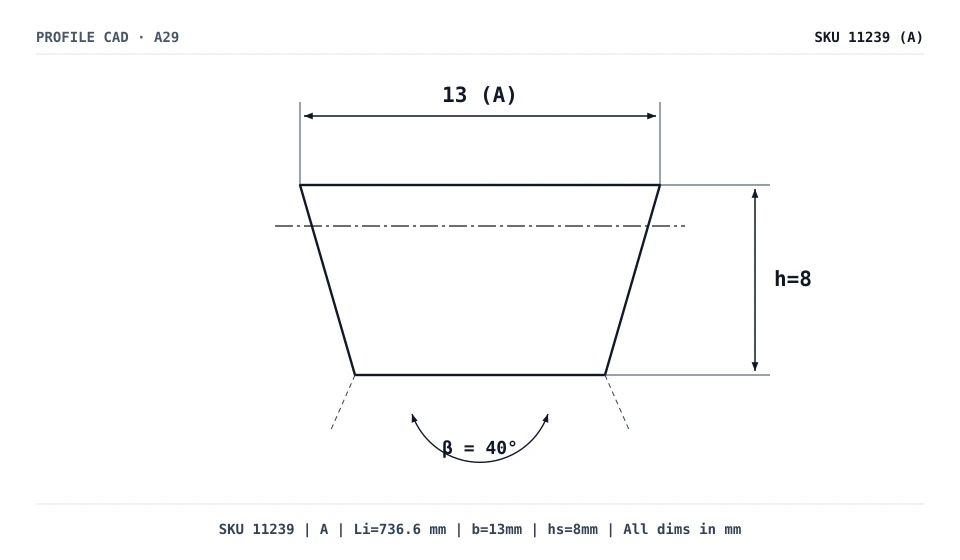 PROFILE CAD · A29
SKU 11239 (A)
13 (A)
h=8
β = 40°
SKU 11239 | A | Li=736.6 mm | b=13mm | hs=8mm | All dims in mm